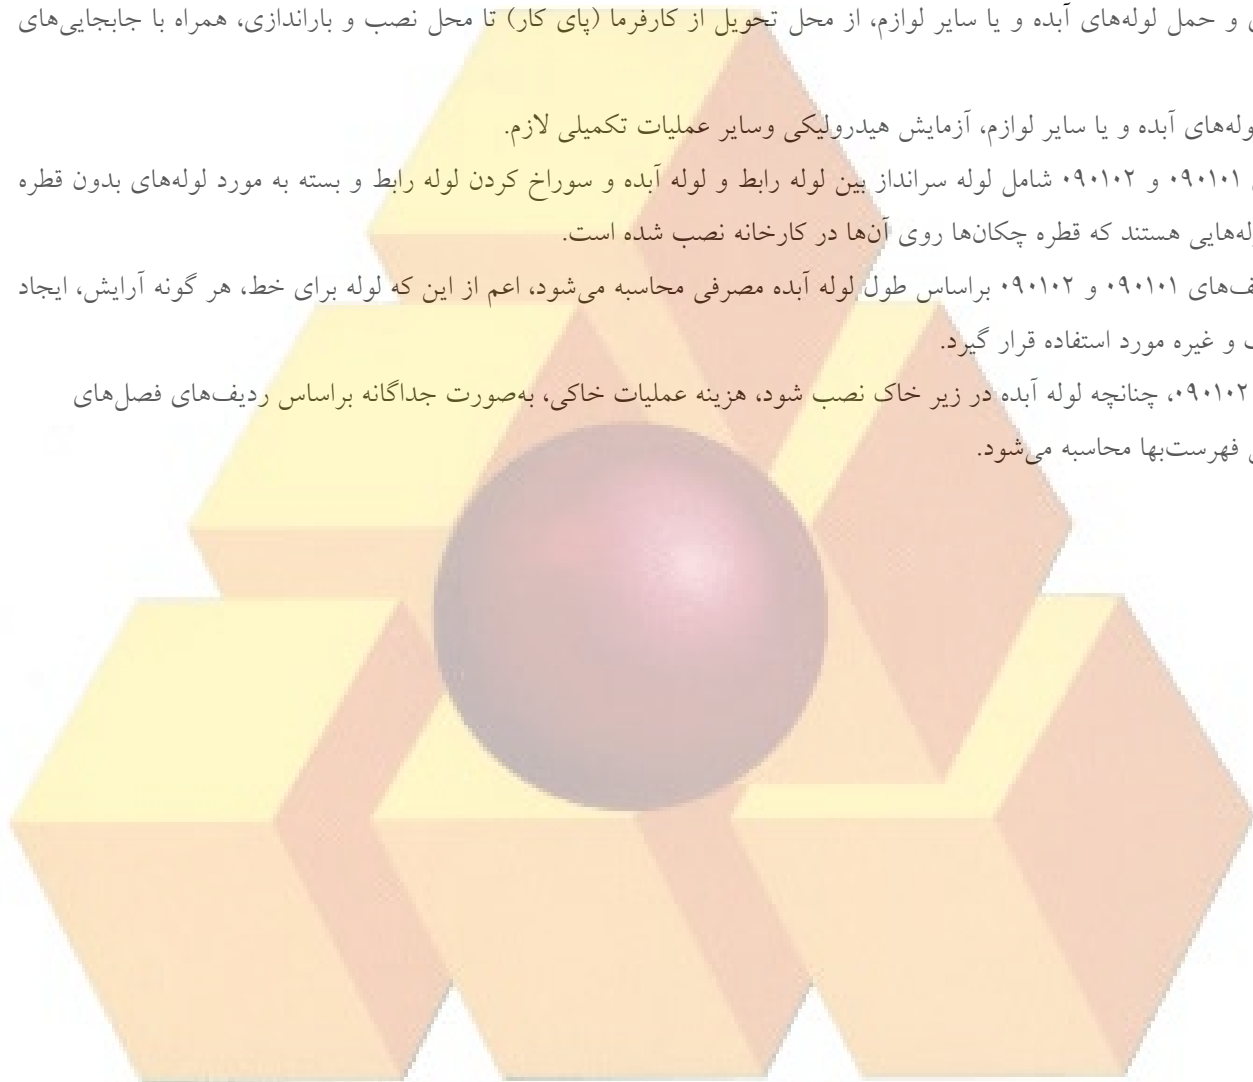 و حمل لوله‌های آبده و یا سایر لوازم، از محل تحویل از کارفرما (پای کار) تا محل نصب و باراندازی، همراه با جابجایی‌های
وله‌های آبده و یا سایر لوازم، آزمایش هیدرولیکی وسایر عملیات تکمیلی لازم.
۰۹۰۱۰۱ و ۰۹۰۱۰۲ شامل لوله سرانداز بین لوله رابط و لوله آبده و سوراخ کردن لوله رابط و بسته به مورد لوله‌های بدون قطره
له‌هایی هستند که قطره چکان‌ها روی آن‌ها در کارخانه نصب شده است.
ف‌های ۰۹۰۱۰۱ و ۰۹۰۱۰۲ براساس طول لوله آبده مصرفی محاسبه می‌شود، اعم از این که لوله برای خط، هر گونه آرایش، ایجاد
و غیره مورد استفاده قرار گیرد.
۰۹۰۱۰۲، چنانچه لوله آبده در زیر خاک نصب شود، هزینه عملیات خاکی، به‌صورت جداگانه براساس ردیف‌های فصل‌های
فهرست‌بها محاسبه می‌شود.